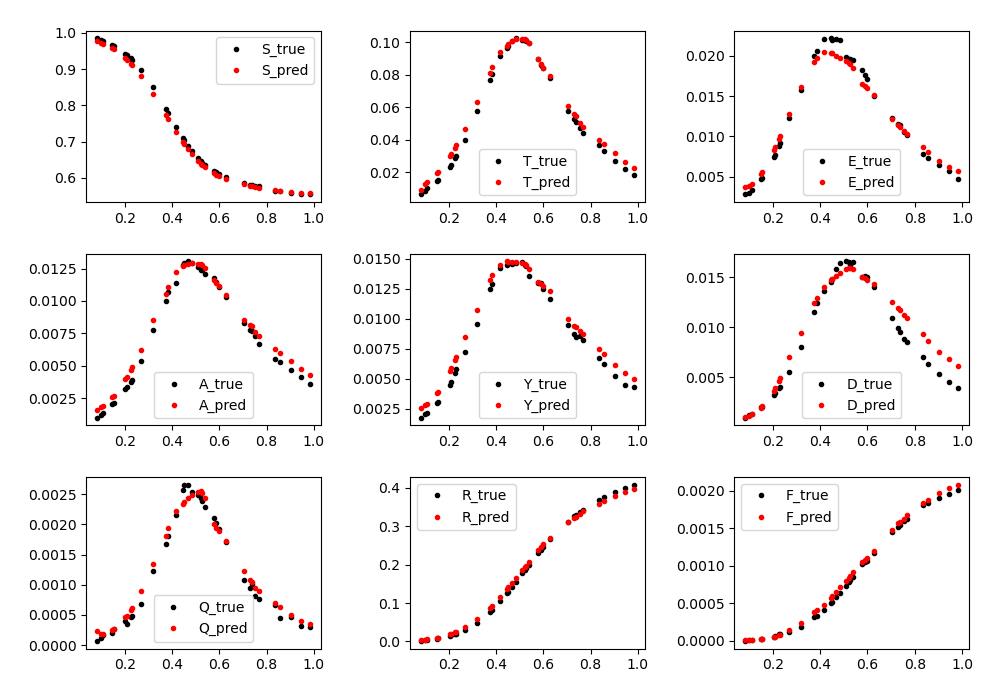 1.0
0.9
0.8
0.7
0.6
S_true
S_pred
0.2 0.4 0.6 0.8 1.0
0.10
0.08
0.06
0.04
0.02
T_true
T_pred
0.2 0.4 0.6 0.8 1.0
0.020
0.015
0.010
0.005
E_true
E_pred
0.2 0.4 0.6 0.8 1.0
0.0125
0.0100
0.0075
0.0050
0.0025
A_true
A_pred
0.2 0.4 0.6 0.8 1.0
0.0150
0.0125
0.0100
0.0075
0.0050
0.0025
Y_true
Y_pred
0.2 0.4 0.6 0.8 1.0
0.015
0.010
0.005
D_true
D_pred
0.2 0.4 0.6 0.8 1.0
0.0025
0.0020
0.0015
0.0010
0.0005
0.0000
Q_true
Q_pred
0.2 0.4 0.6 0.8 1.0
0.4
0.3
0.2
0.1
0.0
R_true
R_pred
0.2 0.4 0.6 0.8 1.0
0.0020
0.0015
0.0010
0.0005
0.0000
F_true
F_pred
0.2 0.4 0.6 0.8 1.0